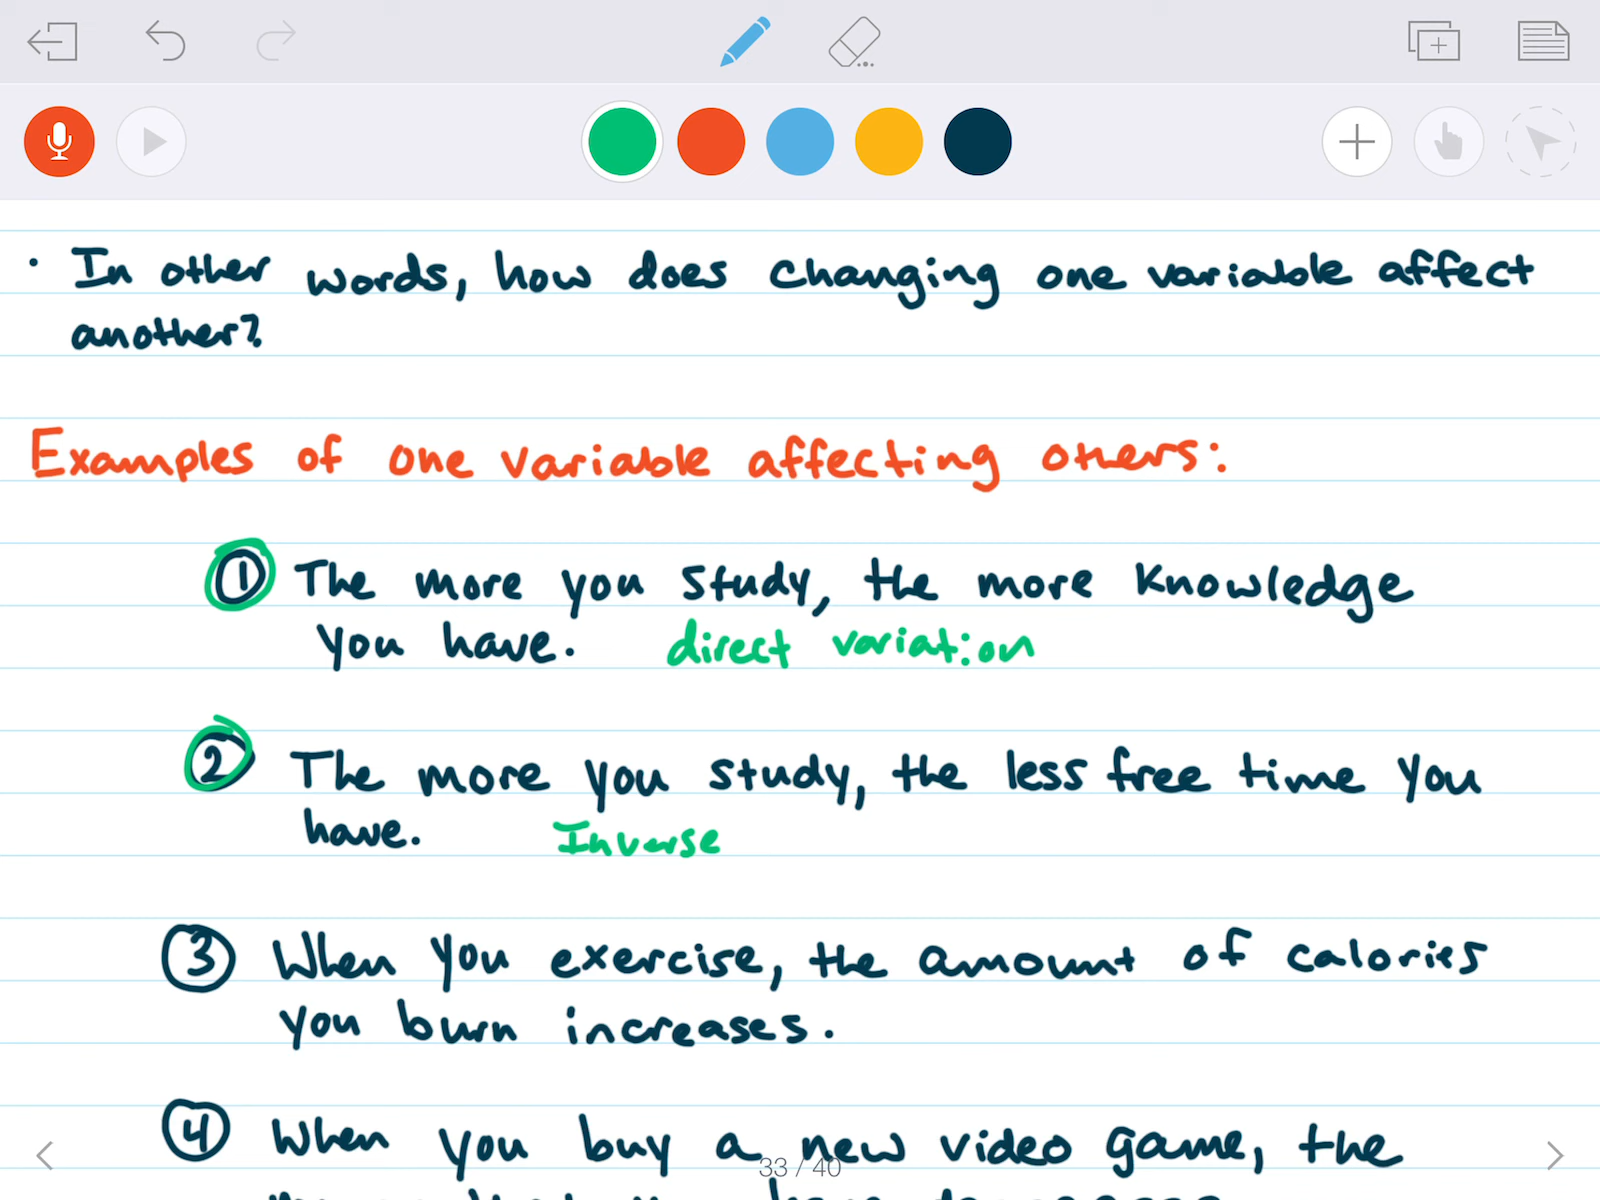 · In other words, how does changing one variable affect
another?
Examples of one variable affecting others:
① The more you study, the more knowledge
you have. direct variation
② The more you study, the less free time you
have. Inverse
③ When you exercise, the amount of calories
you burn increases.
④ When you buy a new video game, the
33 / 40